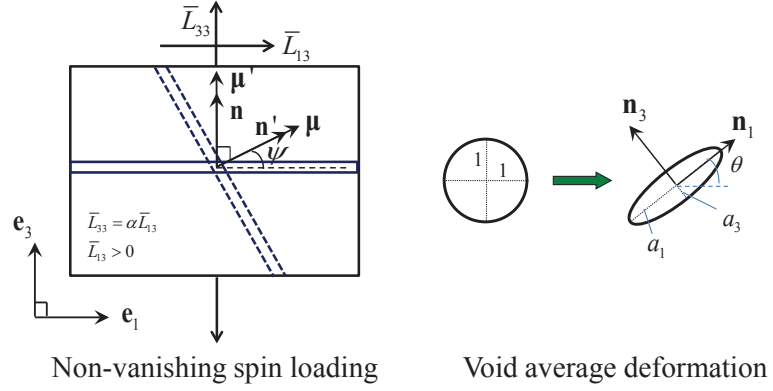 L̄₃₃
L̄₁₃
μ'
n
n' μ
ψ
L̄₃₃ = αL̄₁₃
L̄₁₃ > 0
e₃
e₁
Non-vanishing spin loading
1
1
n₃
n₁
θ
a₃
a₁
Void average deformation